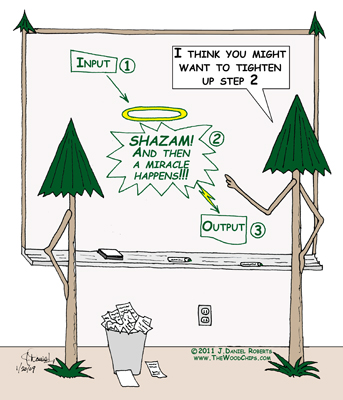 INPUT 1
I THINK YOU MIGHT
WANT TO TIGHTEN
UP STEP 2
SHAZAM! 2
AND THEN
A MIRACLE
HAPPENS!!!
OUTPUT 3
© 2011 J. DANIEL ROBERTS
WWW.THEWOODCHIPS.COM